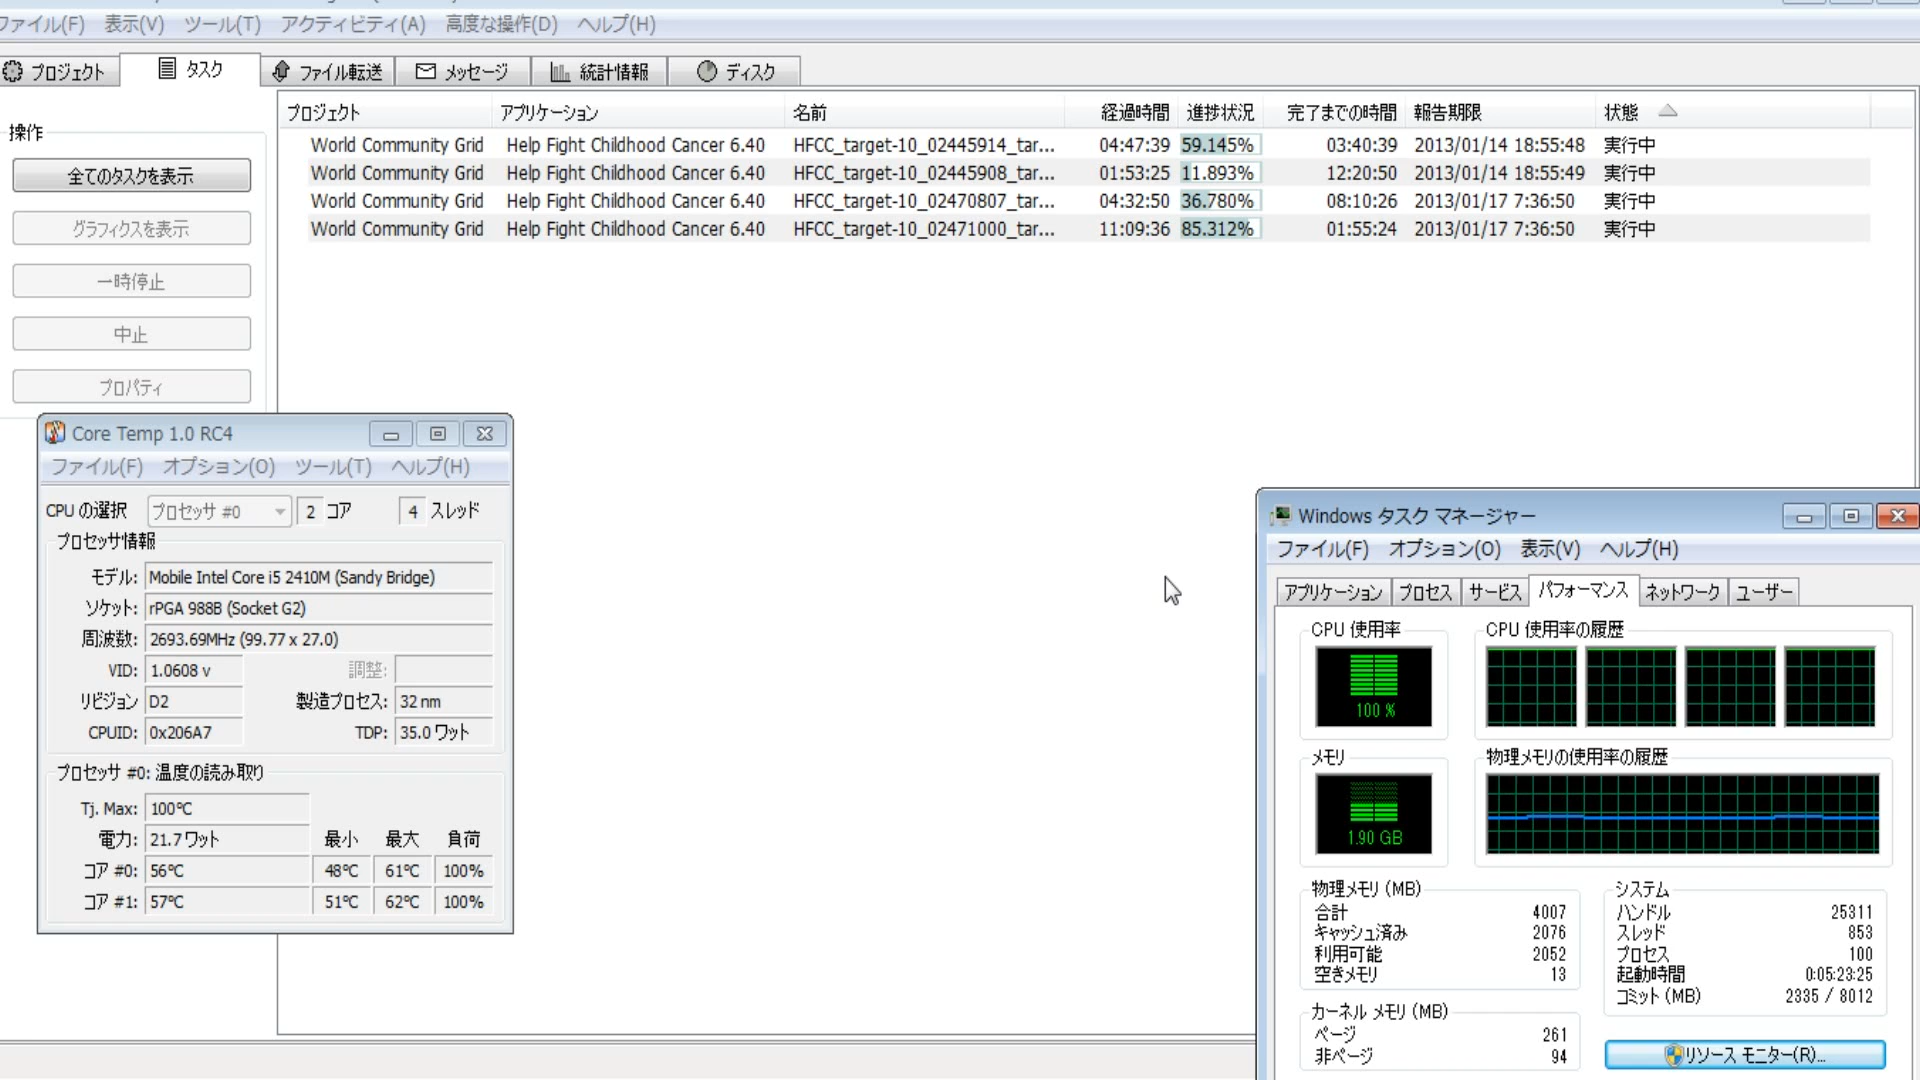 ファイル(F) 表示(V) ツール(T) アクティビティ(A) 高度な操作(D) ヘルプ(H)
プロジェクト タスク ファイル転送 メッセージ 統計情報 ディスク
操作
全てのタスクを表示
グラフィクスを表示
一時停止
中止
プロパティ
プロジェクト アプリケーション 名前 経過時間 進捗状況 完了までの時間 報告期限 状態
World Community Grid Help Fight Childhood Cancer 6.40 HFCC_target-10_02445914_tar... 04:47:39 59.145% 03:40:39 2013/01/14 18:55:48 実行中
World Community Grid Help Fight Childhood Cancer 6.40 HFCC_target-10_02445908_tar... 01:53:25 11.893% 12:20:50 2013/01/14 18:55:49 実行中
World Community Grid Help Fight Childhood Cancer 6.40 HFCC_target-10_02470807_tar... 04:32:50 36.780% 08:10:26 2013/01/17 7:36:50 実行中
World Community Grid Help Fight Childhood Cancer 6.40 HFCC_target-10_02471000_tar... 11:09:36 85.312% 01:55:24 2013/01/17 7:36:50 実行中
Core Temp 1.0 RC4
ファイル(F) オプション(O) ツール(T) ヘルプ(H)
CPU の選択 プロセッサ #0 2 コア 4 スレッド
プロセッサ情報
モデル: Mobile Intel Core i5 2410M (Sandy Bridge)
ソケット: rPGA 988B (Socket G2)
周波数: 2693.69MHz (99.77 x 27.0)
VID: 1.0608 v 調整:
リビジョン D2 製造プロセス: 32 nm
CPUID: 0x206A7 TDP: 35.0 ワット
プロセッサ #0: 温度の読み取り
Tj. Max: 100℃
電力: 21.7 ワット 最小 最大 負荷
コア #0: 56℃ 48℃ 61℃ 100%
コア #1: 57℃ 51℃ 62℃ 100%
Windows タスク マネージャー
ファイル(F) オプション(O) 表示(V) ヘルプ(H)
アプリケーション プロセス サービス パフォーマンス ネットワーク ユーザー
CPU 使用率 CPU 使用率の履歴
100 %
メモリ 物理メモリの使用率の履歴
1.90 GB
物理メモリ (MB)
合計 4007
キャッシュ済み 2076
利用可能 2052
空きメモリ 13
カーネル メモリ (MB)
ページ 261
非ページ 94
システム
ハンドル 25311
スレッド 853
プロセス 100
起動時間 0:05:23:25
コミット (MB) 2335 / 8012
リソース モニター(R)...